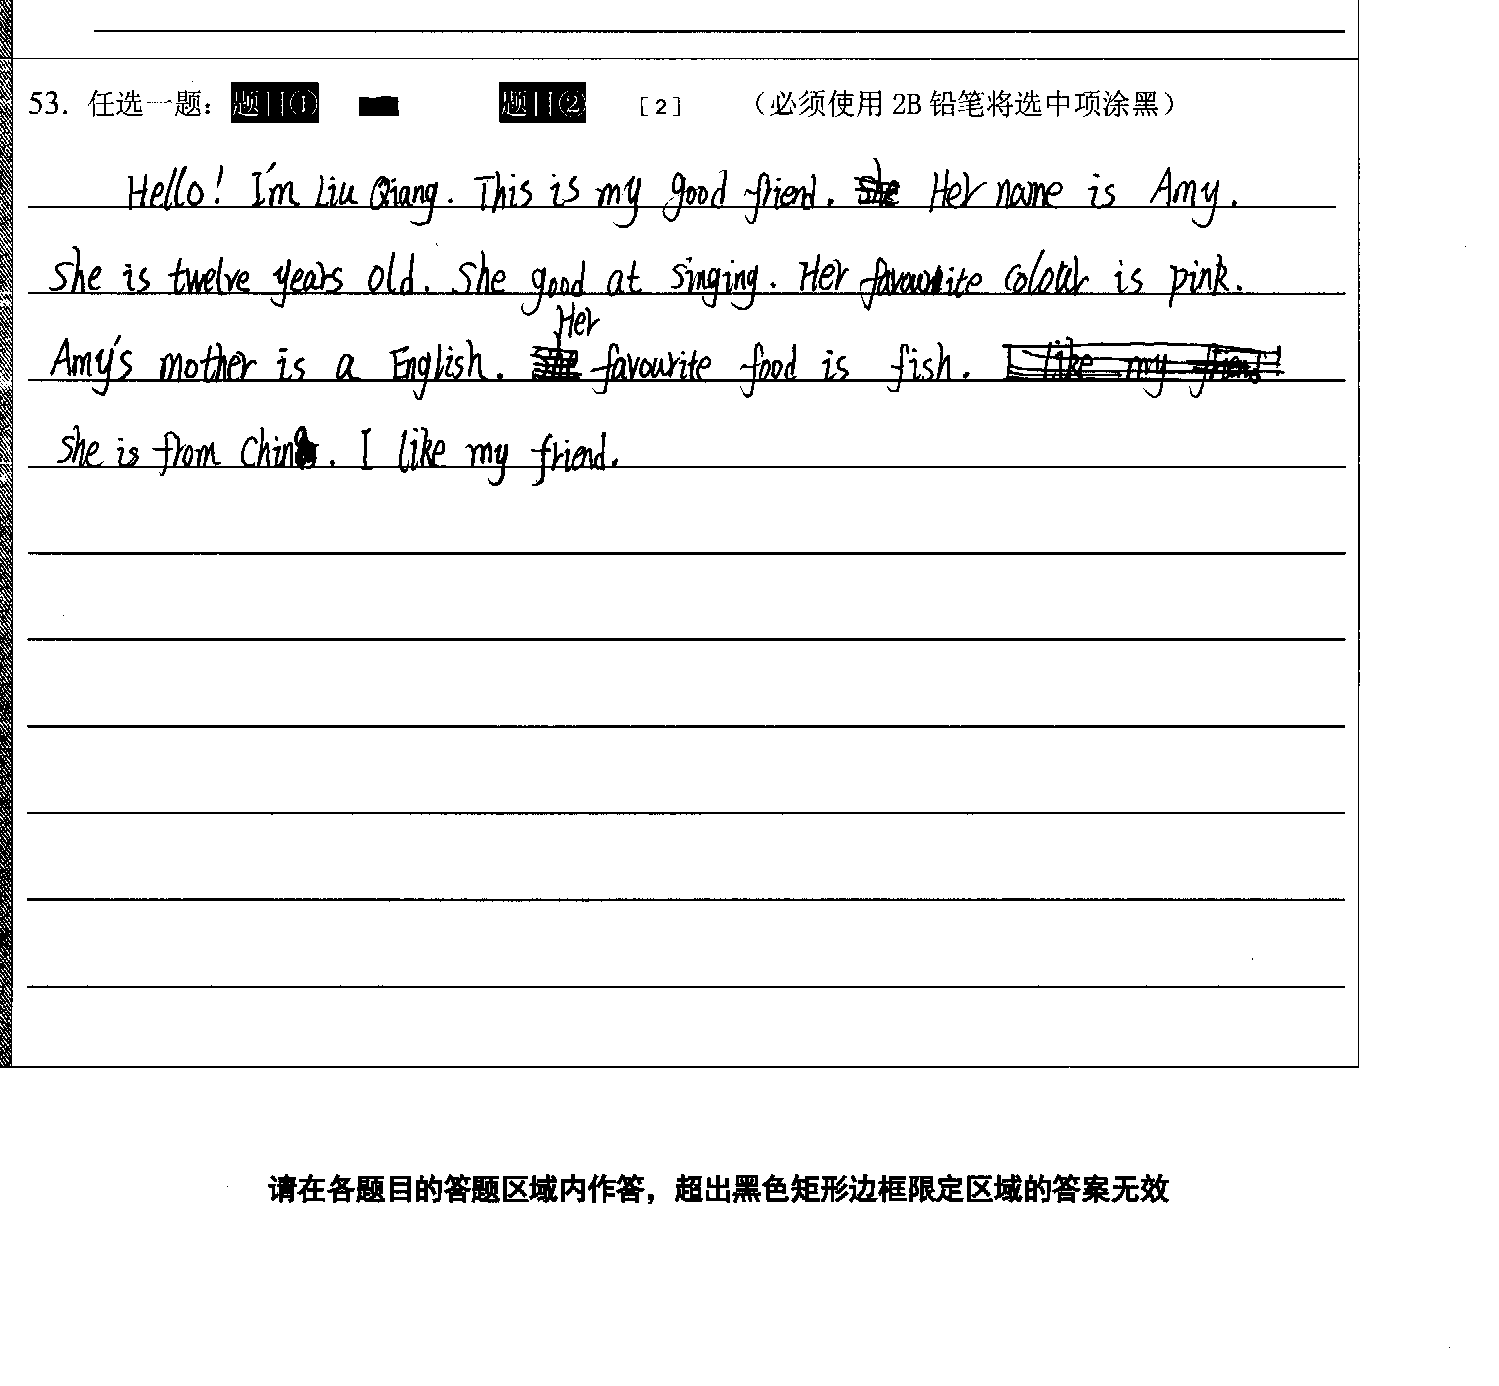 53. 任选一题： 题目① 题目② [2] （必须使用 2B 铅笔将选中项涂黑）
Hello! I'm Liu Qiang. This is my good friend. She Her name is Amy.
She is twelve years old. She good at singing. Her favourite colour is pink.
Her
Amy's mother is a English. She favourite food is fish. I like my friend
She is from China. I like my friend.
请在各题目的答题区域内作答，超出黑色矩形边框限定区域的答案无效